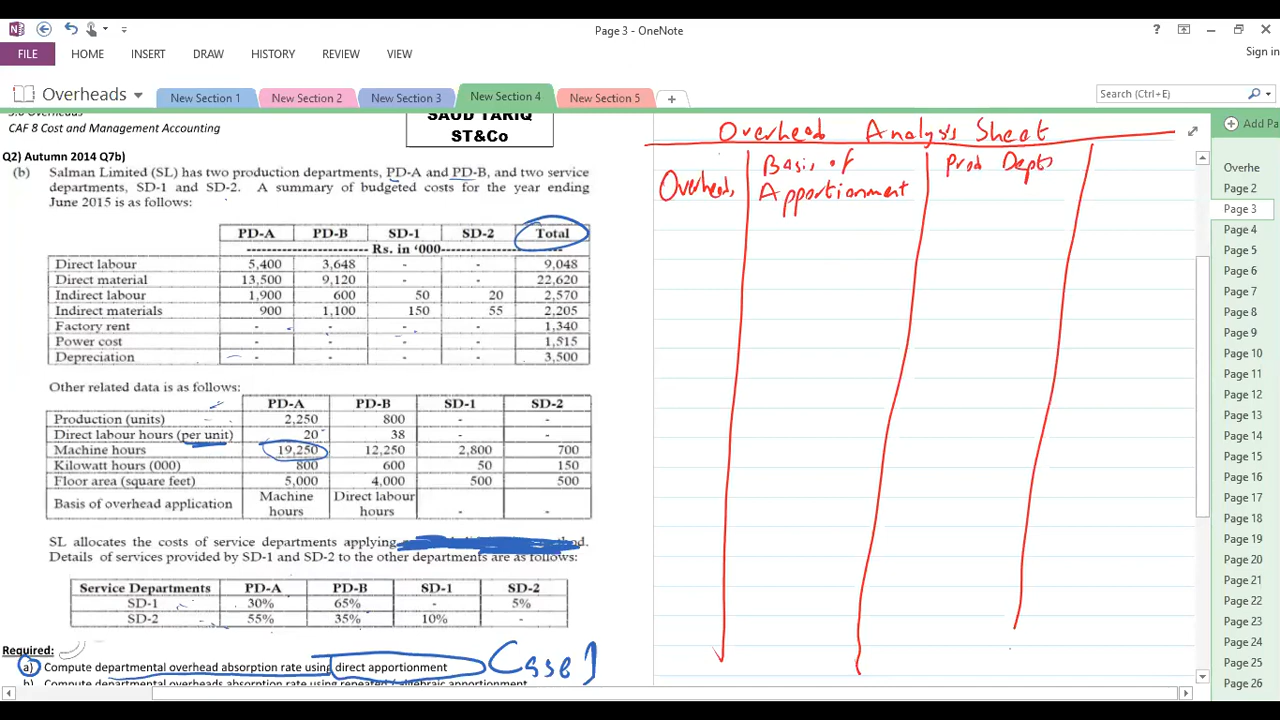 Page 3 - OneNote
Sign in
FILE HOME INSERT DRAW HISTORY REVIEW VIEW
Overheads New Section 1 New Section 2 New Section 3 New Section 4 New Section 5 Search (Ctrl+E)
Add Pa
CAF 8 Cost and Management Accounting
SAUD TARIQ
ST&Co
Q2) Autumn 2014 Q7b)
(b) Salman Limited (SL) has two production departments, PD-A and PD-B, and two service
departments, SD-1 and SD-2. A summary of budgeted costs for the year ending
June 2015 is as follows:
PD-A PD-B SD-1 SD-2 Total
Rs. in '000
Direct labour 5,400 3,648 - - 9,048
Direct material 13,500 9,120 - - 22,620
Indirect labour 1,900 600 50 20 2,570
Indirect materials 900 1,100 150 55 2,205
Factory rent - - - - 1,340
Power cost - - - - 1,515
Depreciation - - - - 3,500
Other related data is as follows:
PD-A PD-B SD-1 SD-2
Production (units) 2,250 800 - -
Direct labour hours (per unit) 20 38 - -
Machine hours 19,250 12,250 2,800 700
Kilowatt hours (000) 800 600 50 150
Floor area (square feet) 5,000 4,000 500 500
Basis of overhead application Machine hours Direct labour hours - -
SL allocates the costs of service departments applying
Details of services provided by SD-1 and SD-2 to the other departments are as follows:
Service Departments PD-A PD-B SD-1 SD-2
SD-1 30% 65% - 5%
SD-2 55% 35% 10% -
Required:
a) Compute departmental overhead absorption rate using direct apportionment
Case 1
b) Compute departmental overheads absorption rate using repeated / algebraic apportionment
Overhead Analysis Sheet
Overheads
Basis of
Apportionment
Prod Depts
Overhe
Page 2
Page 3
Page 4
Page 5
Page 6
Page 7
Page 8
Page 9
Page 10
Page 11
Page 12
Page 13
Page 14
Page 15
Page 16
Page 17
Page 18
Page 19
Page 20
Page 21
Page 22
Page 23
Page 24
Page 25
Page 26